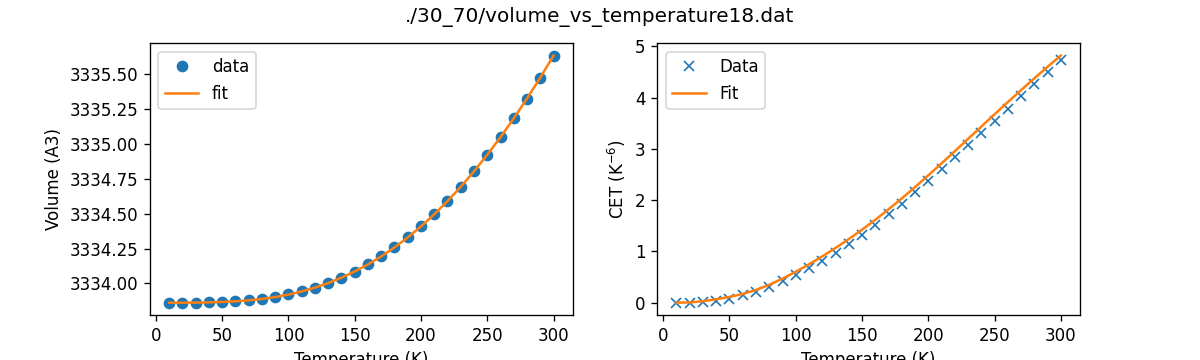 ./30_70/volume_vs_temperature18.dat
data
fit
3335.50
3335.25
3335.00
3334.75
3334.50
3334.25
3334.00
Volume (A3)
0 50 100 150 200 250 300
Temperature (K)
Data
Fit
5
4
3
2
1
0
CET (K⁻⁶)
0 50 100 150 200 250 300
Temperature (K)